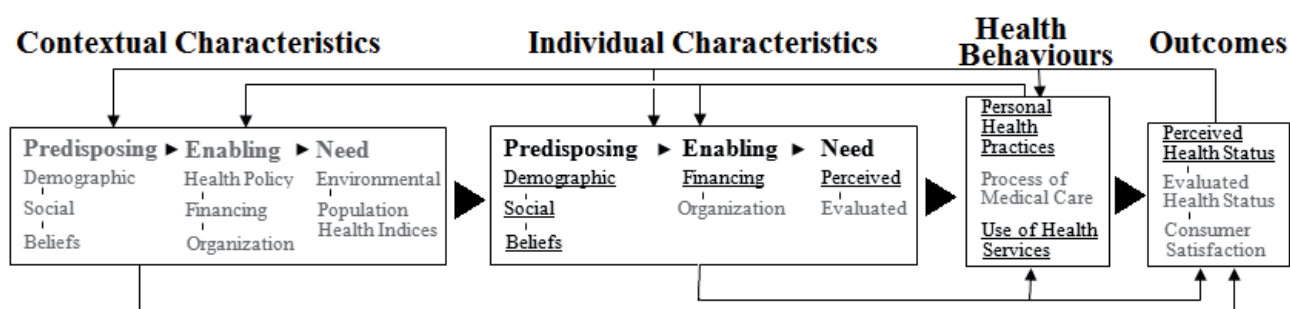 Contextual Characteristics
Individual Characteristics
Health
Behaviours
Outcomes
Predisposing
Demographic
Social
Beliefs
Enabling
Health Policy
Financing
Organization
Need
Environmental
Population
Health Indices
Predisposing
Demographic
Social
Beliefs
Enabling
Financing
Organization
Need
Perceived
Evaluated
Personal
Health
Practices
Process of
Medical Care
Use of Health
Services
Perceived
Health Status
Evaluated
Health Status
Consumer
Satisfaction